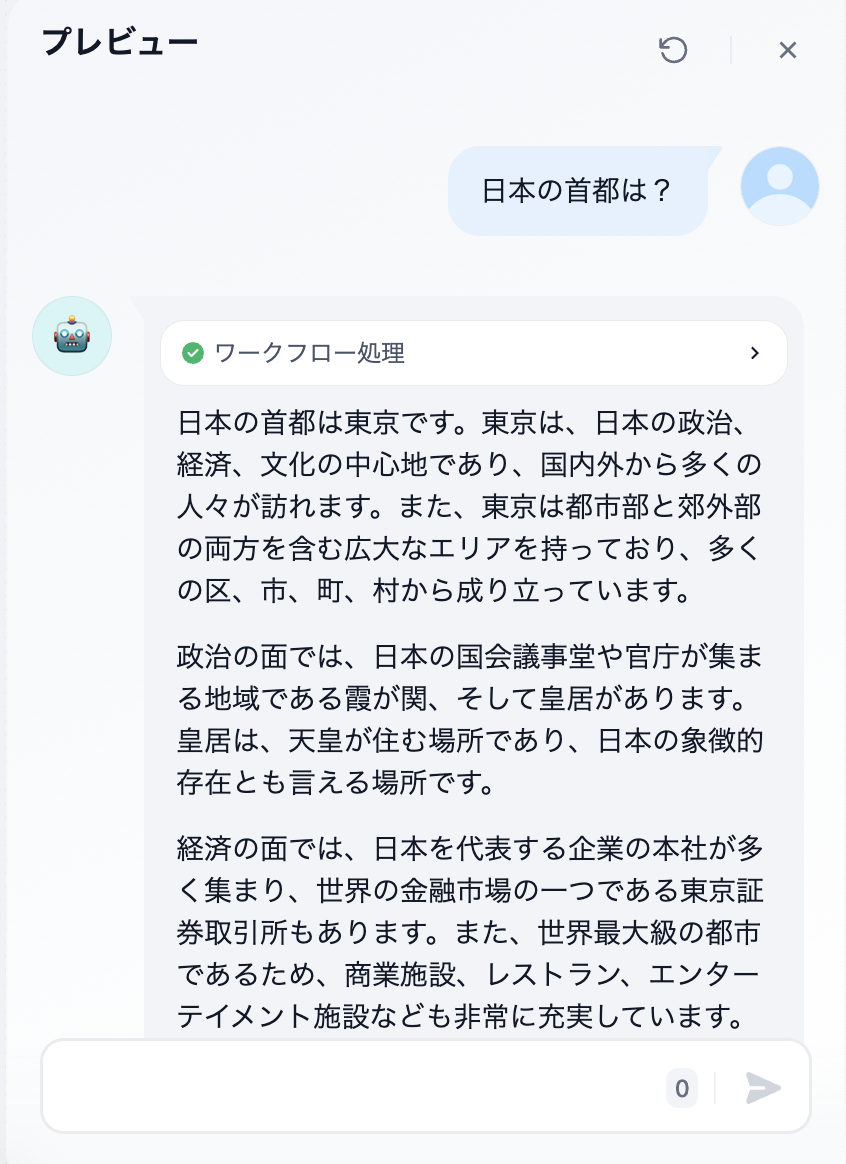 プレビュー
日本の首都は？
ワークフロー処理
日本の首都は東京です。東京は、日本の政治、
経済、文化の中心地であり、国内外から多くの
人々が訪れます。また、東京は都市部と郊外部
の両方を含む広大なエリアを持っており、多く
の区、市、町、村から成り立っています。
政治の面では、日本の国会議事堂や官庁が集ま
る地域である霞が関、そして皇居があります。
皇居は、天皇が住む場所であり、日本の象徴的
存在とも言える場所です。
経済の面では、日本を代表する企業の本社が多
く集まり、世界の金融市場の一つである東京証
券取引所もあります。また、世界最大級の都市
であるため、商業施設、レストラン、エンター
テイメント施設なども非常に充実しています。
0